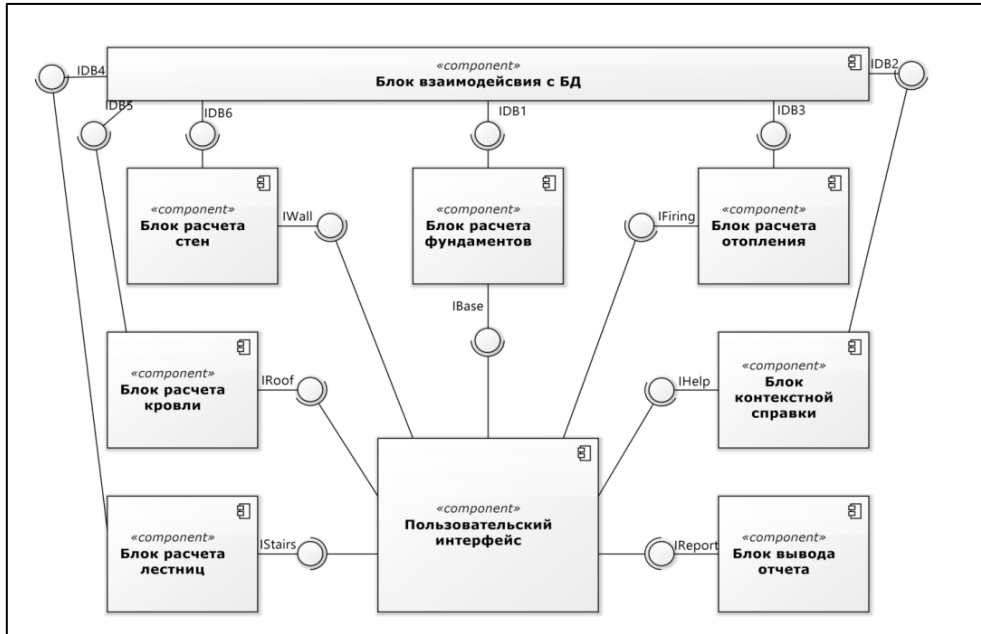 IDB4
«component»
Блок взаимодейсвия с БД
IDB2
IDB5
IDB6
IDB1
IDB3
«component»
Блок расчета
стен
IWall
«component»
Блок расчета
фундаментов
IFiring
«component»
Блок расчета
отопления
IBase
«component»
Блок расчета
кровли
IRoof
IHelp
«component»
Блок
контекстной
справки
«component»
Пользовательский
интерфейс
«component»
Блок расчета
лестниц
IStairs
IReport
«component»
Блок вывода
отчета